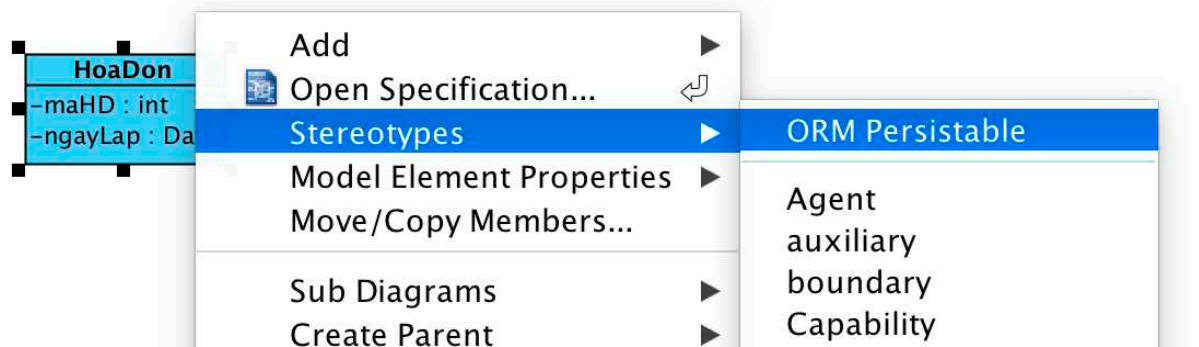 HoaDon
-maHD : int
-ngayLap : Da
Add
Open Specification...
Stereotypes
Model Element Properties
Move/Copy Members...
Sub Diagrams
Create Parent
ORM Persistable
Agent
auxiliary
boundary
Capability